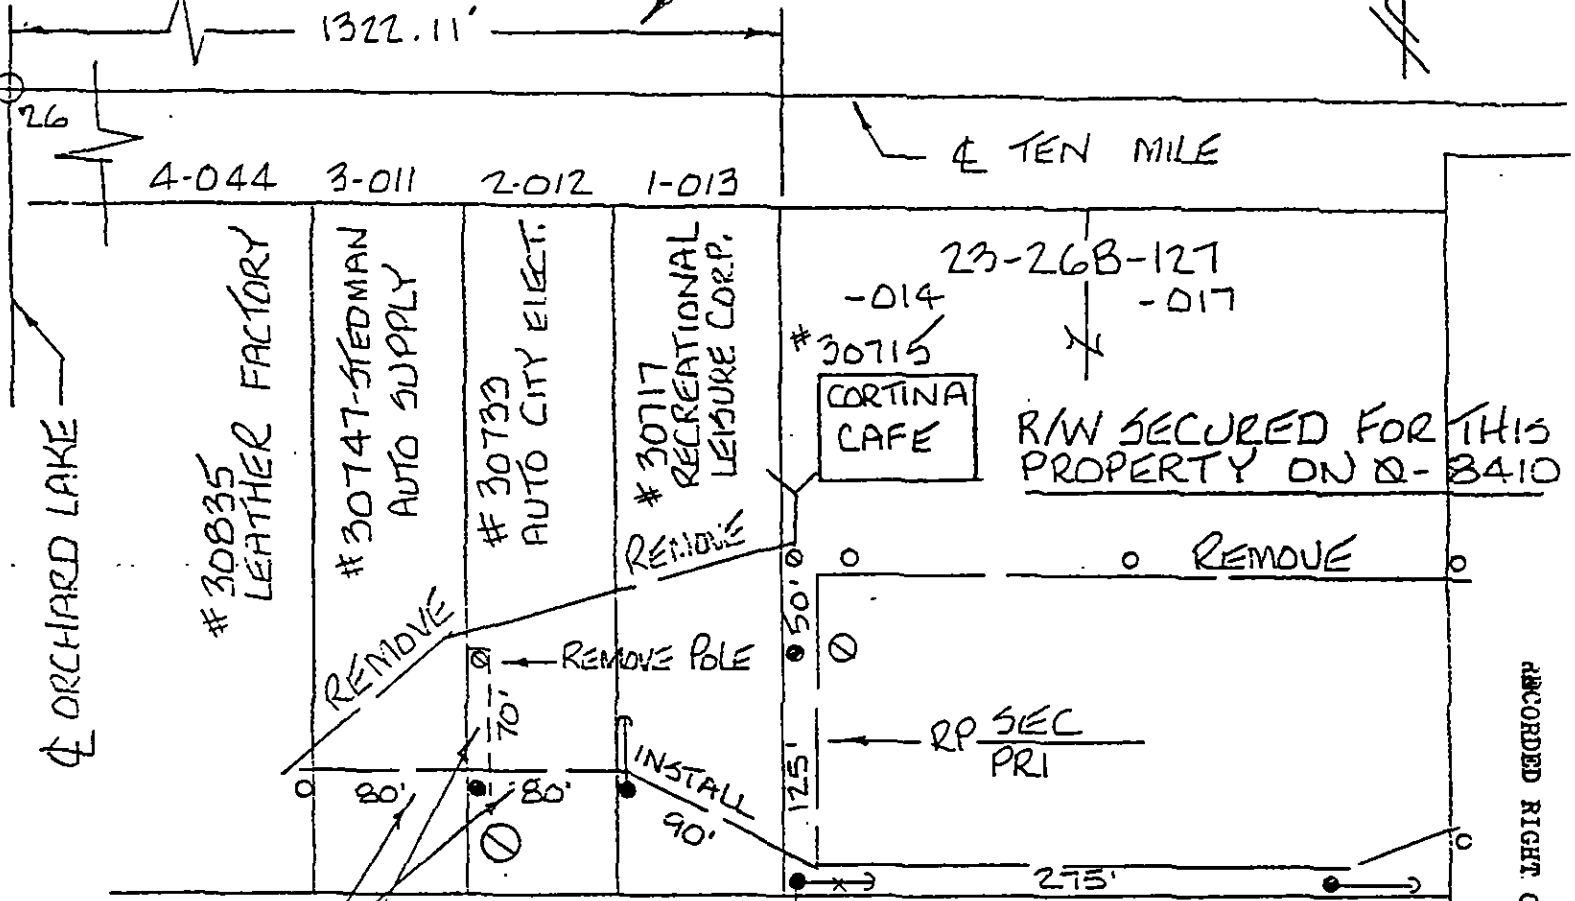 1322.11'
26
℄ TEN MILE
4-044 3-011 2-012 1-013
23-26B-127
-014
-017
#30715
CORTINA
CAFE
R/W SECURED FOR THIS
PROPERTY ON Q-8410
℄ ORCHARD LAKE
#30835
LEATHER FACTORY
#30747-STEDMAN
AUTO SUPPLY
#30733
AUTO CITY ELECT.
#30717
RECREATIONAL
LEISURE CORP.
REMOVE
REMOVE
REMOVE
50'
REMOVE POLE
70'
RP SEC
PRI
125'
INSTALL
80'
80'
90'
275'
RECORDED RIGHT